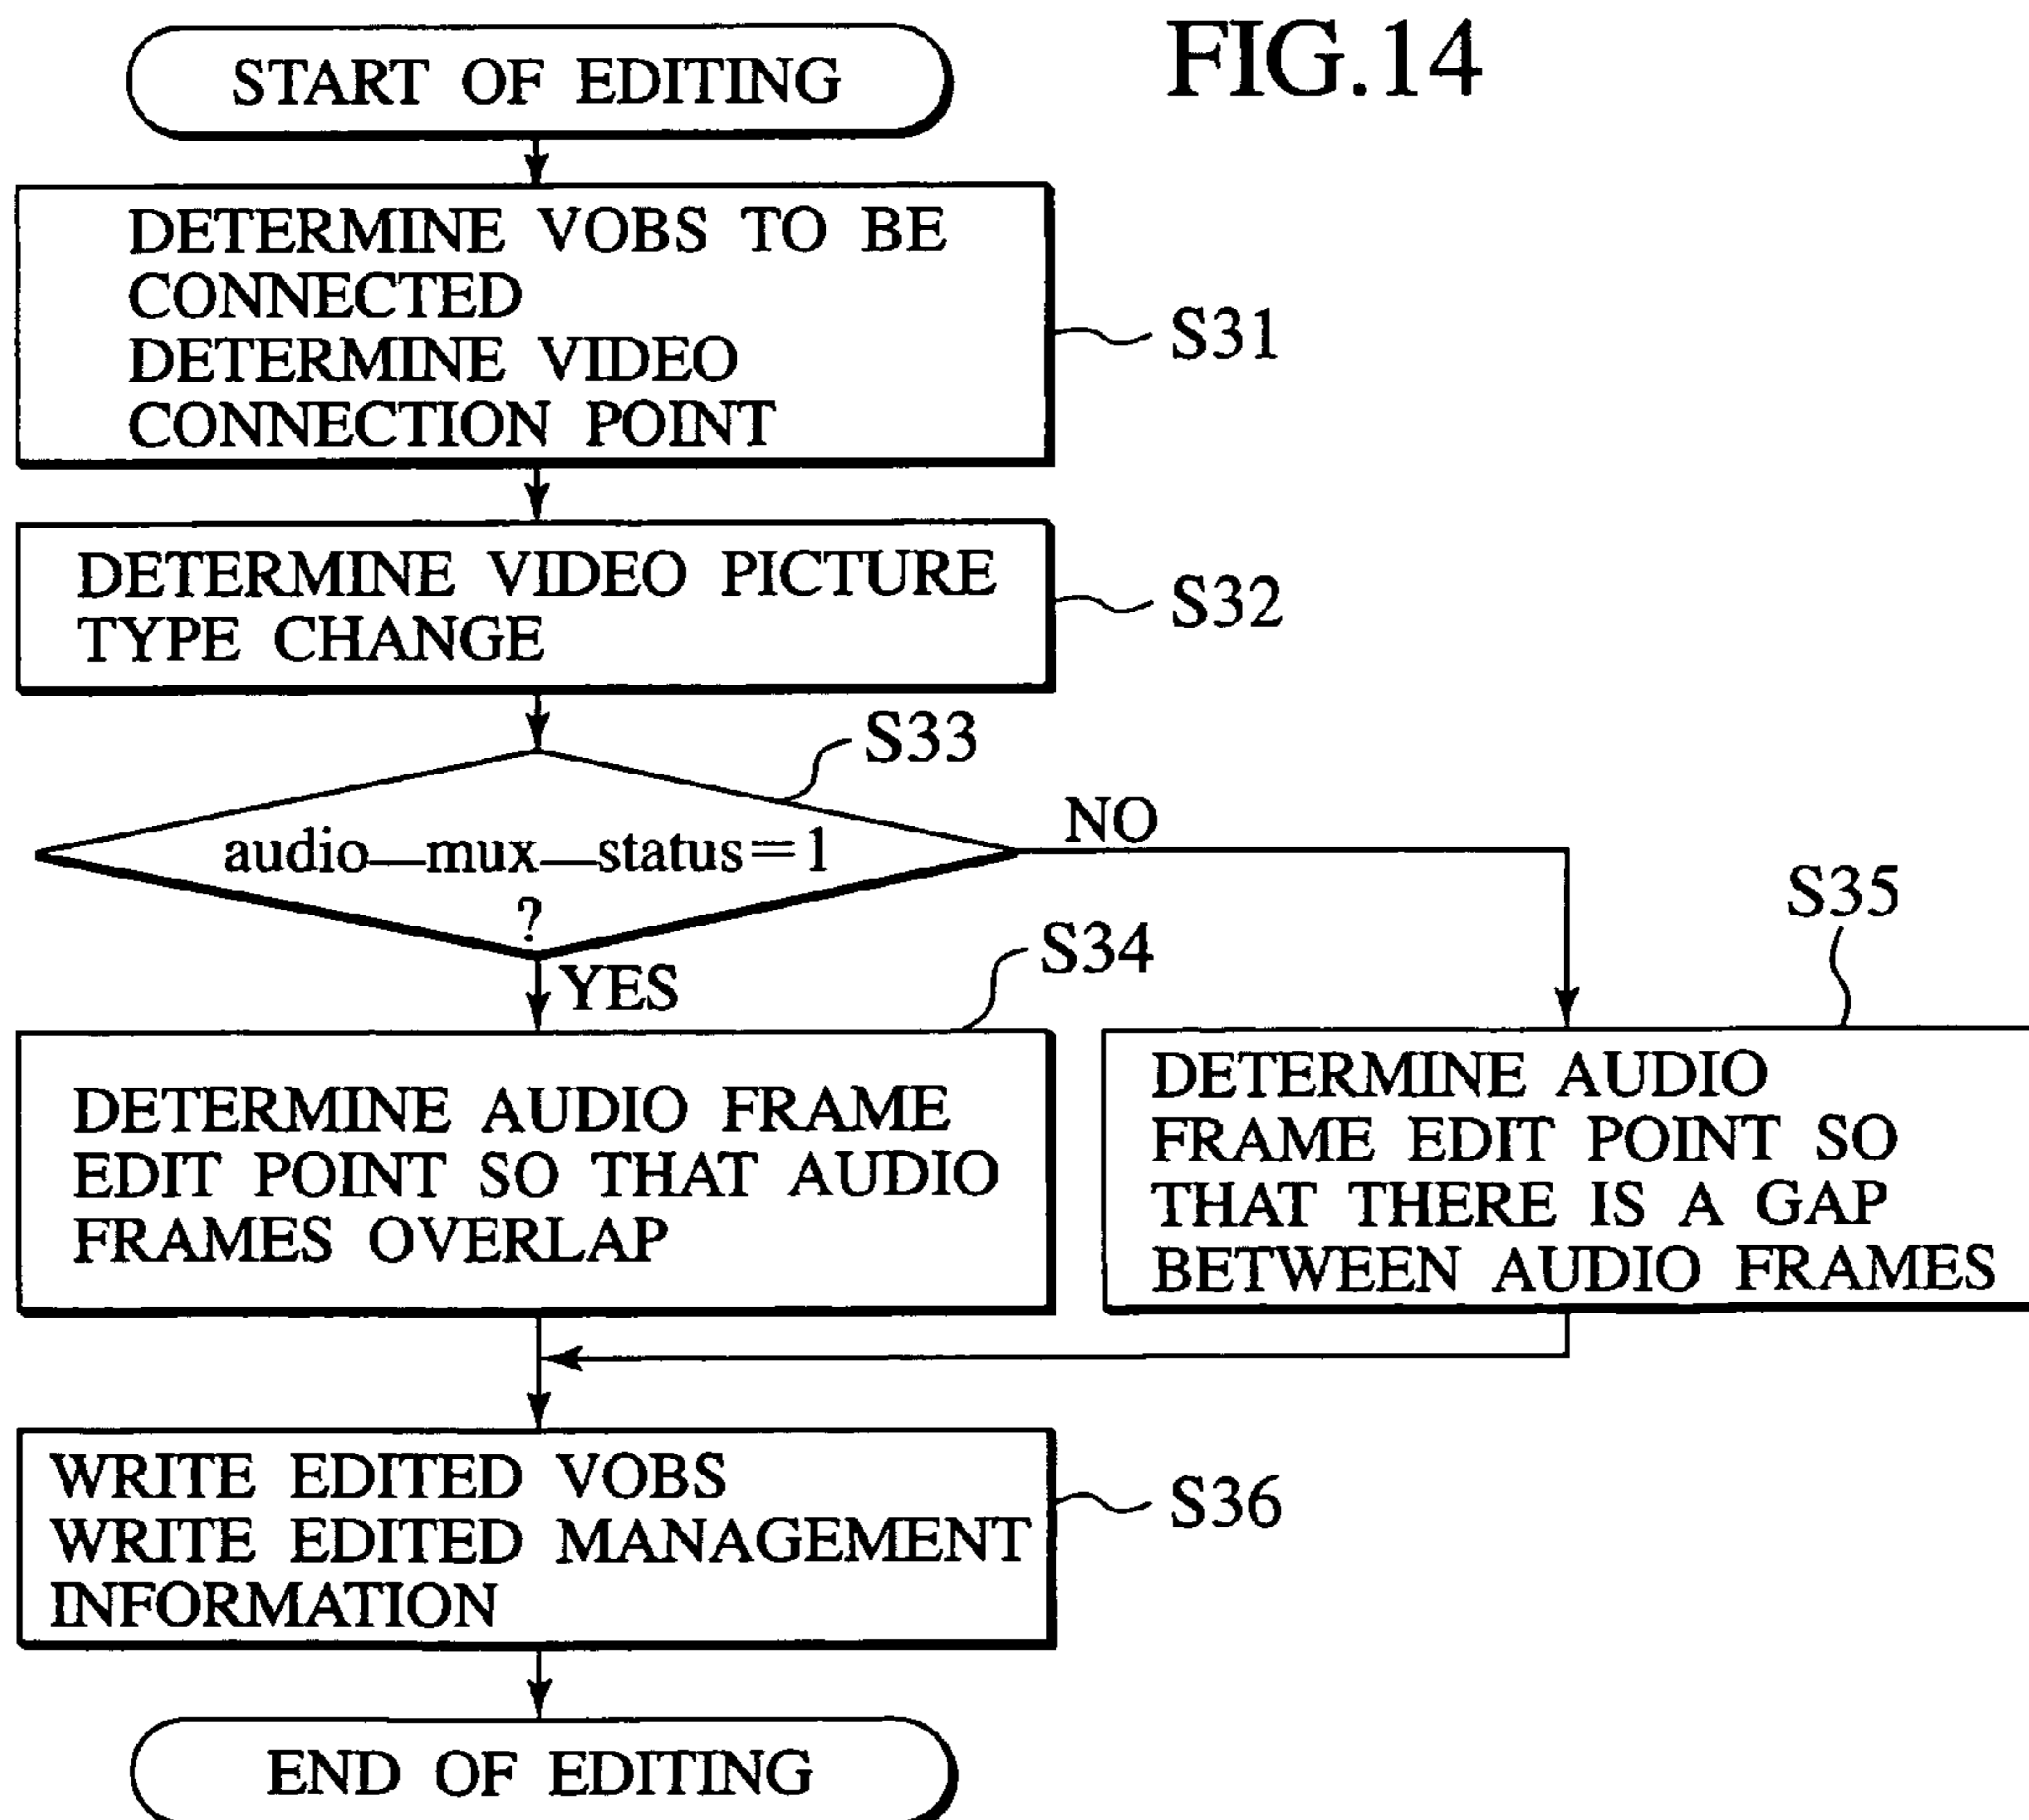 FIG.14
START OF EDITING
DETERMINE VOBS TO BE
CONNECTED
DETERMINE VIDEO
CONNECTION POINT
S31
DETERMINE VIDEO PICTURE
TYPE CHANGE
S32
S33
audio_mux_status=1
?
NO
YES
S34
DETERMINE AUDIO FRAME
EDIT POINT SO THAT AUDIO
FRAMES OVERLAP
S35
DETERMINE AUDIO
FRAME EDIT POINT SO
THAT THERE IS A GAP
BETWEEN AUDIO FRAMES
WRITE EDITED VOBS
WRITE EDITED MANAGEMENT
INFORMATION
S36
END OF EDITING